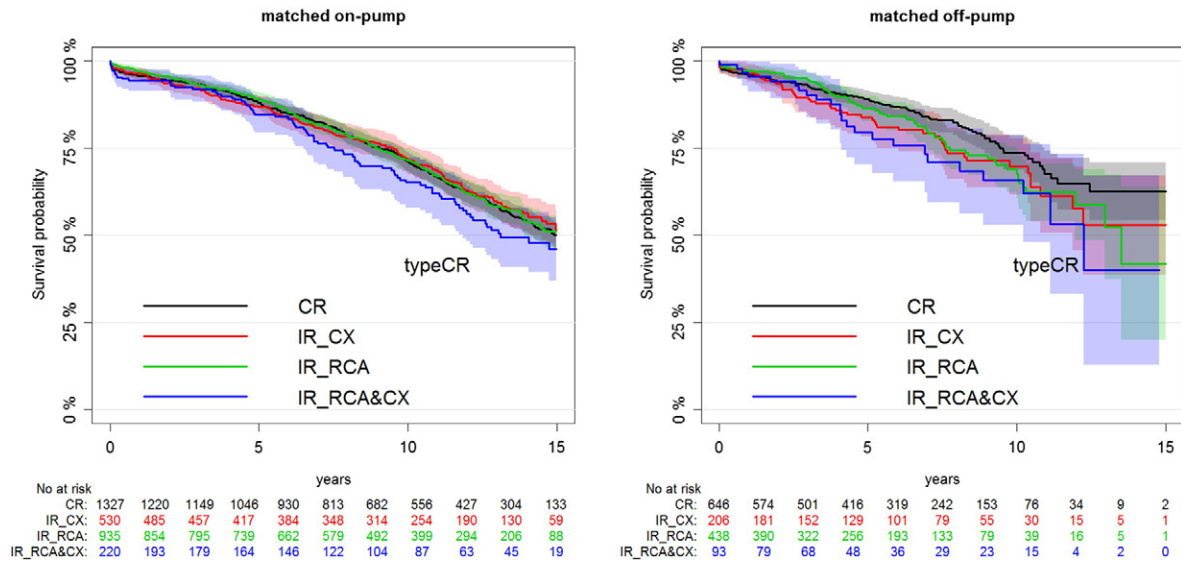 matched on-pump
100 %
75 %
50 %
25 %
0 %
Survival probability
typeCR
CR
IR_CX
IR_RCA
IR_RCA&CX
0 5 10 15
years
No at risk
CR: 1327 1220 1149 1046 930 813 682 556 427 304 133
IR_CX: 530 485 457 417 384 348 314 254 190 130 59
IR_RCA: 935 854 795 739 662 579 492 399 294 206 88
IR_RCA&CX: 220 193 179 164 146 122 104 87 63 45 19
matched off-pump
100 %
75 %
50 %
25 %
0 %
Survival probability
typeCR
CR
IR_CX
IR_RCA
IR_RCA&CX
0 5 10 15
years
No at risk
CR: 646 574 501 416 319 242 153 76 34 9 2
IR_CX: 206 181 152 129 101 79 55 30 15 5 1
IR_RCA: 438 390 322 256 193 133 79 39 16 5 1
IR_RCA&CX: 93 79 68 48 36 29 23 15 4 2 0